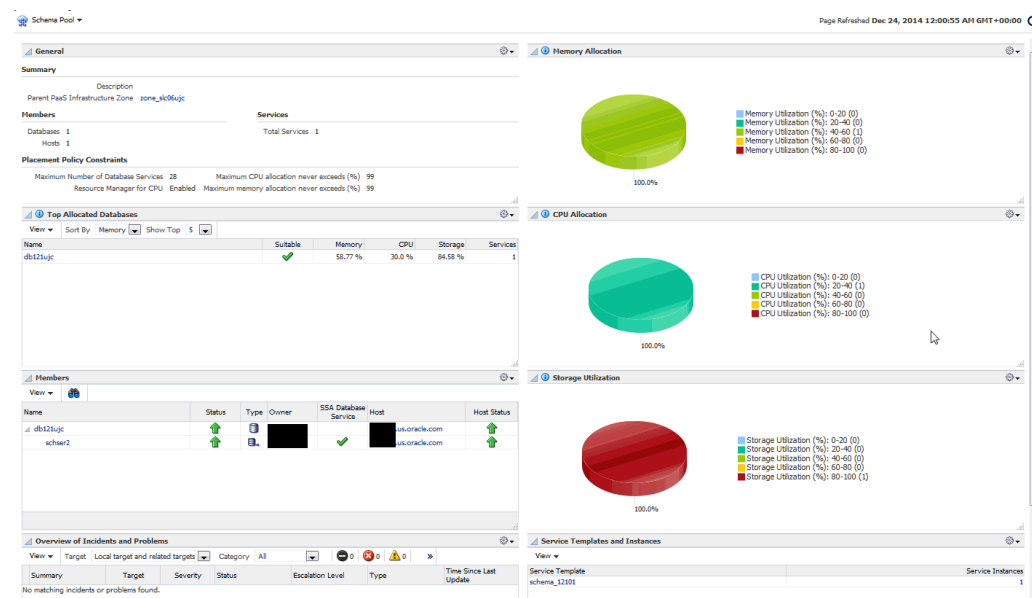 Schema Pool
Page Refreshed Dec 24, 2014 12:00:55 AM GMT+00:00
General
Summary
Description
Parent PaaS Infrastructure Zone zone_slc06ujc
Members Services
Databases 1 Total Services 1
Hosts 1
Placement Policy Constraints
Maximum Number of Database Services 28 Maximum CPU allocation never exceeds (%) 99
Resource Manager for CPU Enabled Maximum memory allocation never exceeds (%) 99
Memory Allocation
Memory Utilization (%): 0-20 (0)
Memory Utilization (%): 20-40 (0)
Memory Utilization (%): 40-60 (1)
Memory Utilization (%): 60-80 (0)
Memory Utilization (%): 80-100 (0)
100.0%
Top Allocated Databases
View Sort By Memory Show Top 5
Name Suitable Memory CPU Storage Services
db121ujc 58.77 % 30.0 % 84.58 % 1
CPU Allocation
CPU Utilization (%): 0-20 (0)
CPU Utilization (%): 20-40 (1)
CPU Utilization (%): 40-60 (0)
CPU Utilization (%): 60-80 (0)
CPU Utilization (%): 80-100 (0)
100.0%
Members
View
Name Status Type Owner SSA Database Service Host Host Status
db121ujc .us.oracle.com
schser2 .us.oracle.com
Storage Utilization
Storage Utilization (%): 0-20 (0)
Storage Utilization (%): 20-40 (0)
Storage Utilization (%): 40-60 (0)
Storage Utilization (%): 60-80 (0)
Storage Utilization (%): 80-100 (1)
100.0%
Overview of Incidents and Problems
View Target Local target and related targets Category All 0 0 0 »
Summary Target Severity Status Escalation Level Type Time Since Last Update
No matching incidents or problems found.
Service Templates and Instances
View
Service Template Service Instances
schema_12101 1